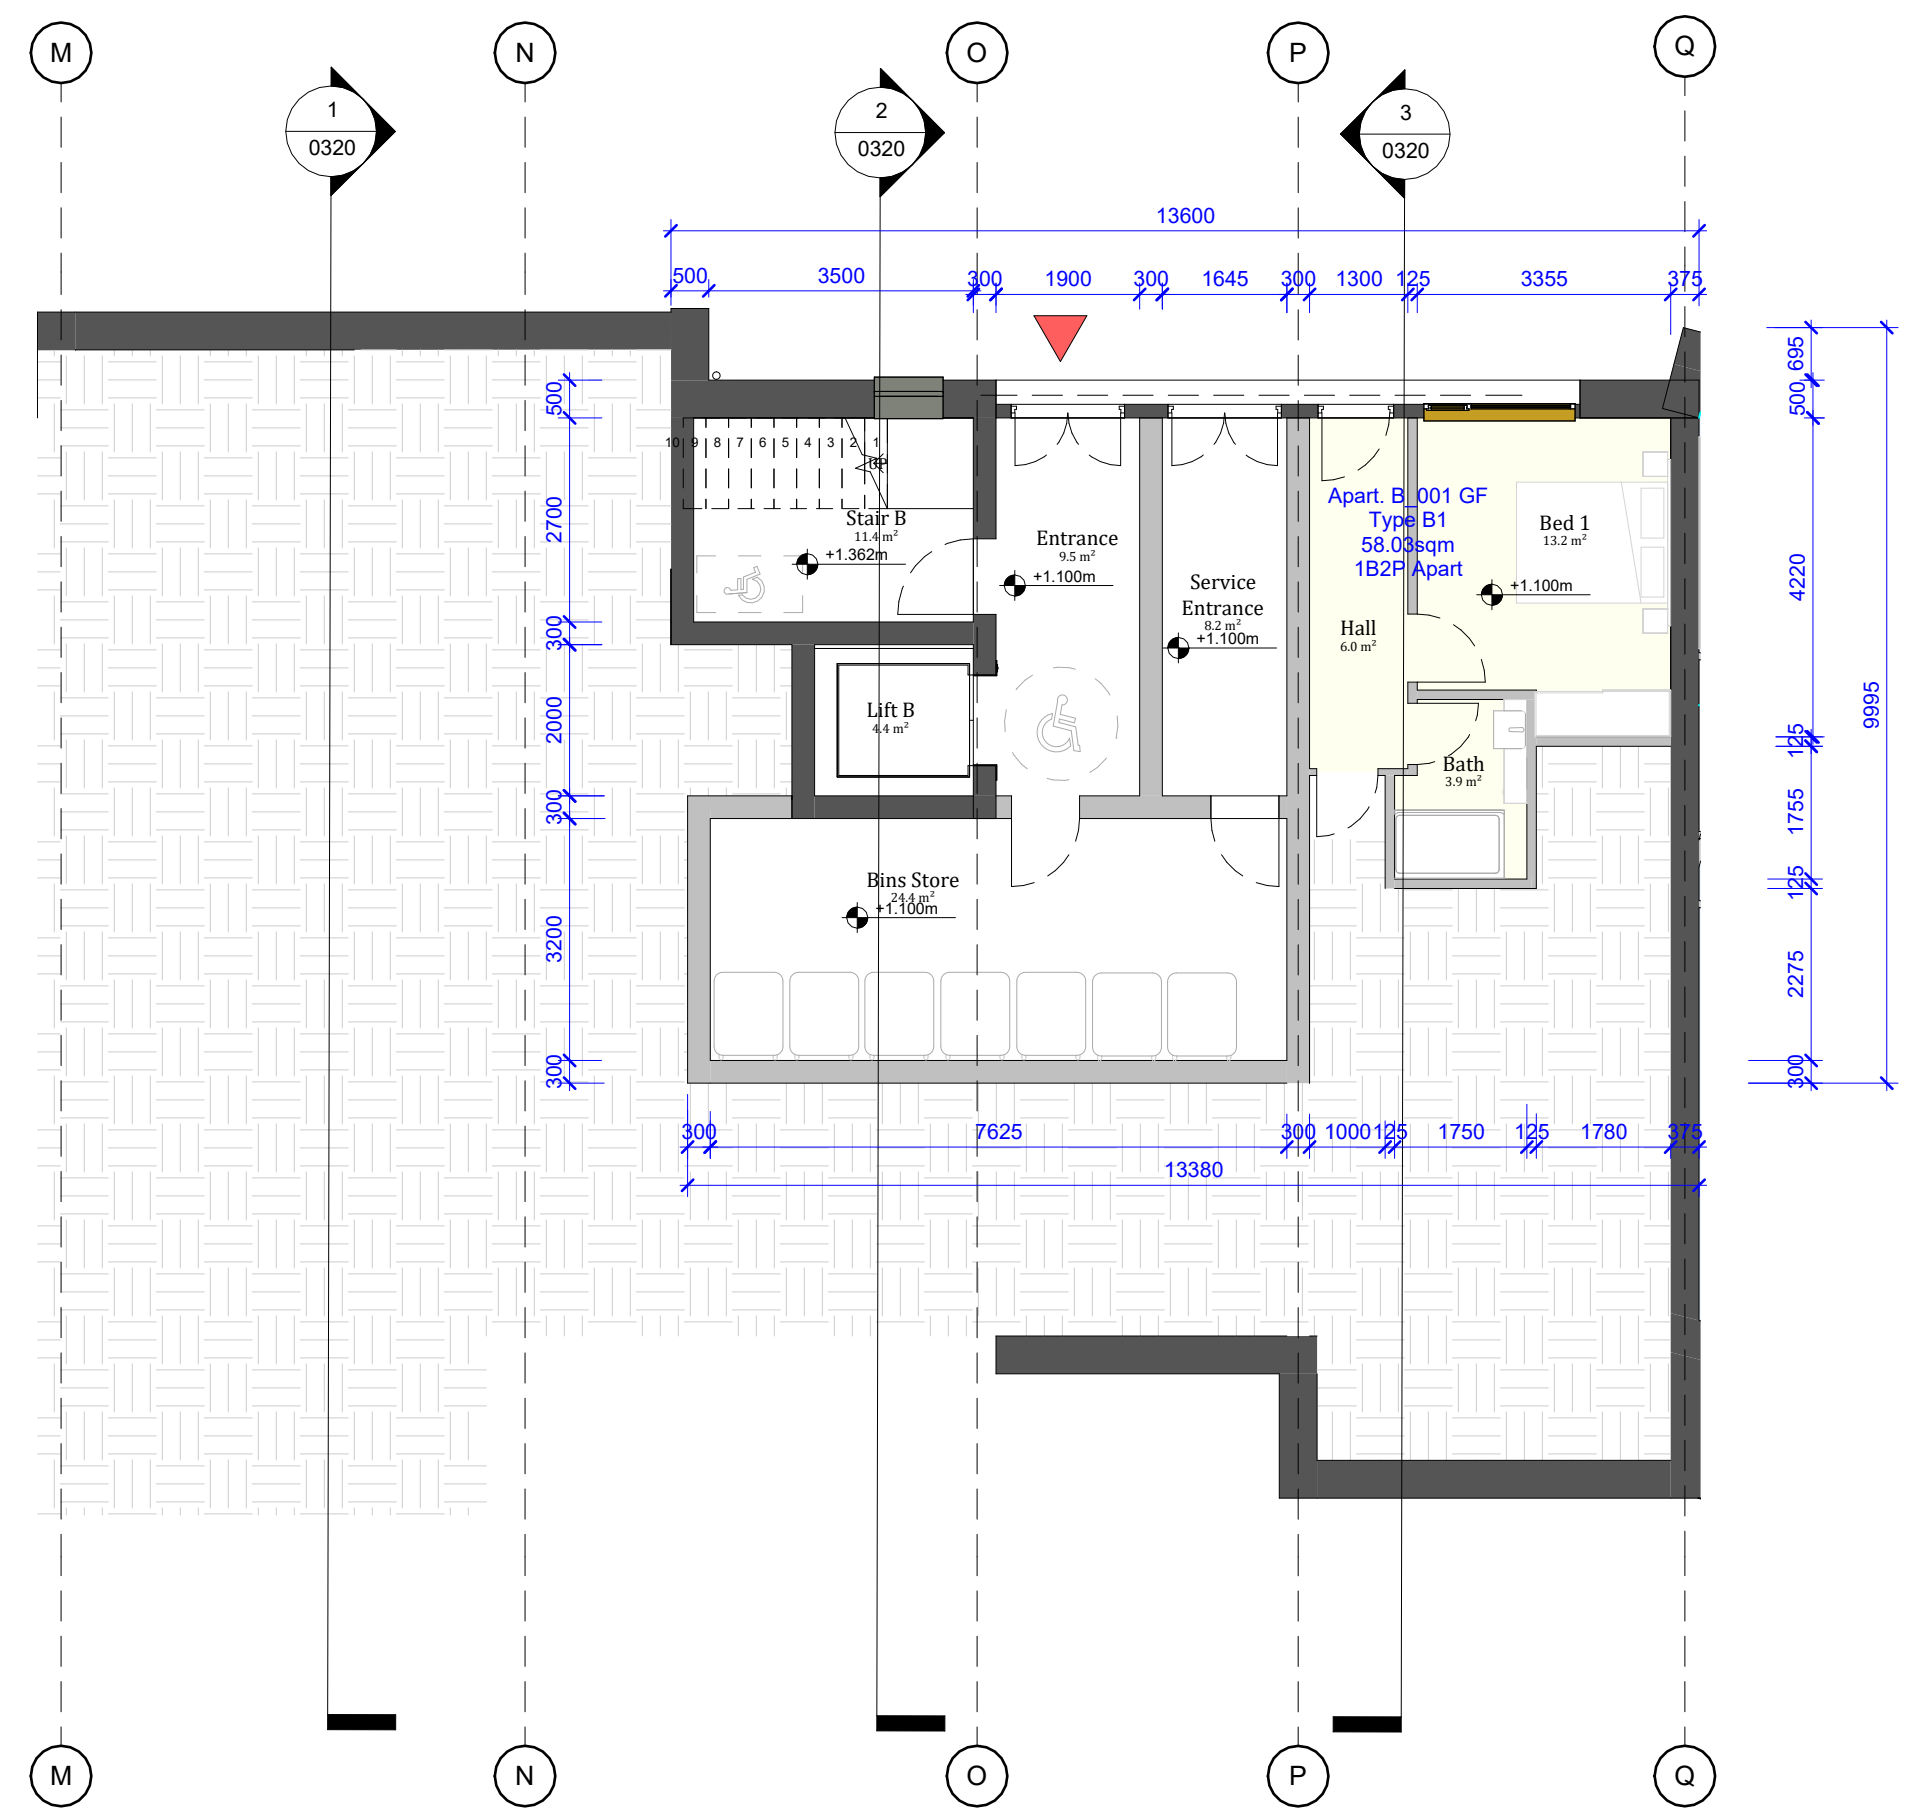 M
N
O
P
Q
1
0320
2
0320
3
0320
13600
500
3500
300
1900
300
1645
300
1300
125
3355
375
10
9
8
7
6
5
4
3
2
1
UP
Stair B
11.4 m²
+1.362m
Entrance
9.5 m²
+1.100m
Service
Entrance
8.2 m²
+1.100m
Apart. B_001 GF
Type B1
58.03sqm
1B2P Apart
Hall
6.0 m²
Bed 1
13.2 m²
+1.100m
Lift B
4.4 m²
Bath
3.9 m²
Bins Store
24.4 m²
+1.100m
500
2700
300
2000
300
3200
300
695
500
4220
125
1755
125
2275
300
9995
300
7625
300
1000
125
1750
125
1780
375
13380
M
N
O
P
Q